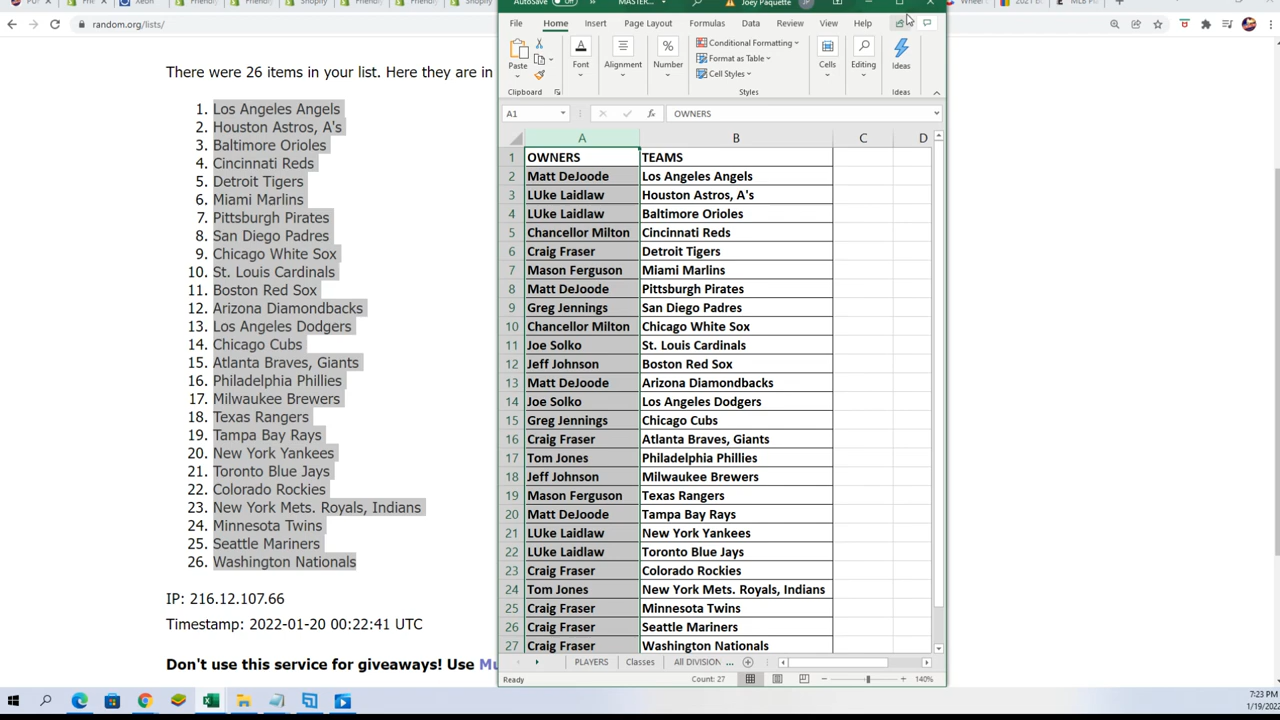 Shopify
random.org/lists/
There were 26 items in your list. Here they are in
1. Los Angeles Angels
2. Houston Astros, A's
3. Baltimore Orioles
4. Cincinnati Reds
5. Detroit Tigers
6. Miami Marlins
7. Pittsburgh Pirates
8. San Diego Padres
9. Chicago White Sox
10. St. Louis Cardinals
11. Boston Red Sox
12. Arizona Diamondbacks
13. Los Angeles Dodgers
14. Chicago Cubs
15. Atlanta Braves, Giants
16. Philadelphia Phillies
17. Milwaukee Brewers
18. Texas Rangers
19. Tampa Bay Rays
20. New York Yankees
21. Toronto Blue Jays
22. Colorado Rockies
23. New York Mets. Royals, Indians
24. Minnesota Twins
25. Seattle Mariners
26. Washington Nationals
IP: 216.12.107.66
Timestamp: 2022-01-20 00:22:41 UTC
Don't use this service for giveaways! Use Mu
AutoSave MASTER... Joey Paquette JP
File Home Insert Page Layout Formulas Data Review View Help
Paste Font Alignment Number Conditional Formatting Format as Table Cell Styles Cells Editing Ideas
Clipboard Styles Ideas
A1 fx OWNERS
A B C D
1 OWNERS TEAMS
2 Matt DeJoode Los Angeles Angels
3 LUke Laidlaw Houston Astros, A's
4 LUke Laidlaw Baltimore Orioles
5 Chancellor Milton Cincinnati Reds
6 Craig Fraser Detroit Tigers
7 Mason Ferguson Miami Marlins
8 Matt DeJoode Pittsburgh Pirates
9 Greg Jennings San Diego Padres
10 Chancellor Milton Chicago White Sox
11 Joe Solko St. Louis Cardinals
12 Jeff Johnson Boston Red Sox
13 Matt DeJoode Arizona Diamondbacks
14 Joe Solko Los Angeles Dodgers
15 Greg Jennings Chicago Cubs
16 Craig Fraser Atlanta Braves, Giants
17 Tom Jones Philadelphia Phillies
18 Jeff Johnson Milwaukee Brewers
19 Mason Ferguson Texas Rangers
20 Matt DeJoode Tampa Bay Rays
21 LUke Laidlaw New York Yankees
22 LUke Laidlaw Toronto Blue Jays
23 Craig Fraser Colorado Rockies
24 Tom Jones New York Mets. Royals, Indians
25 Craig Fraser Minnesota Twins
26 Craig Fraser Seattle Mariners
27 Craig Fraser Washington Nationals
PLAYERS Classes All DIVISION ...
Ready Count: 27 140%
7:23 PM
1/19/2022